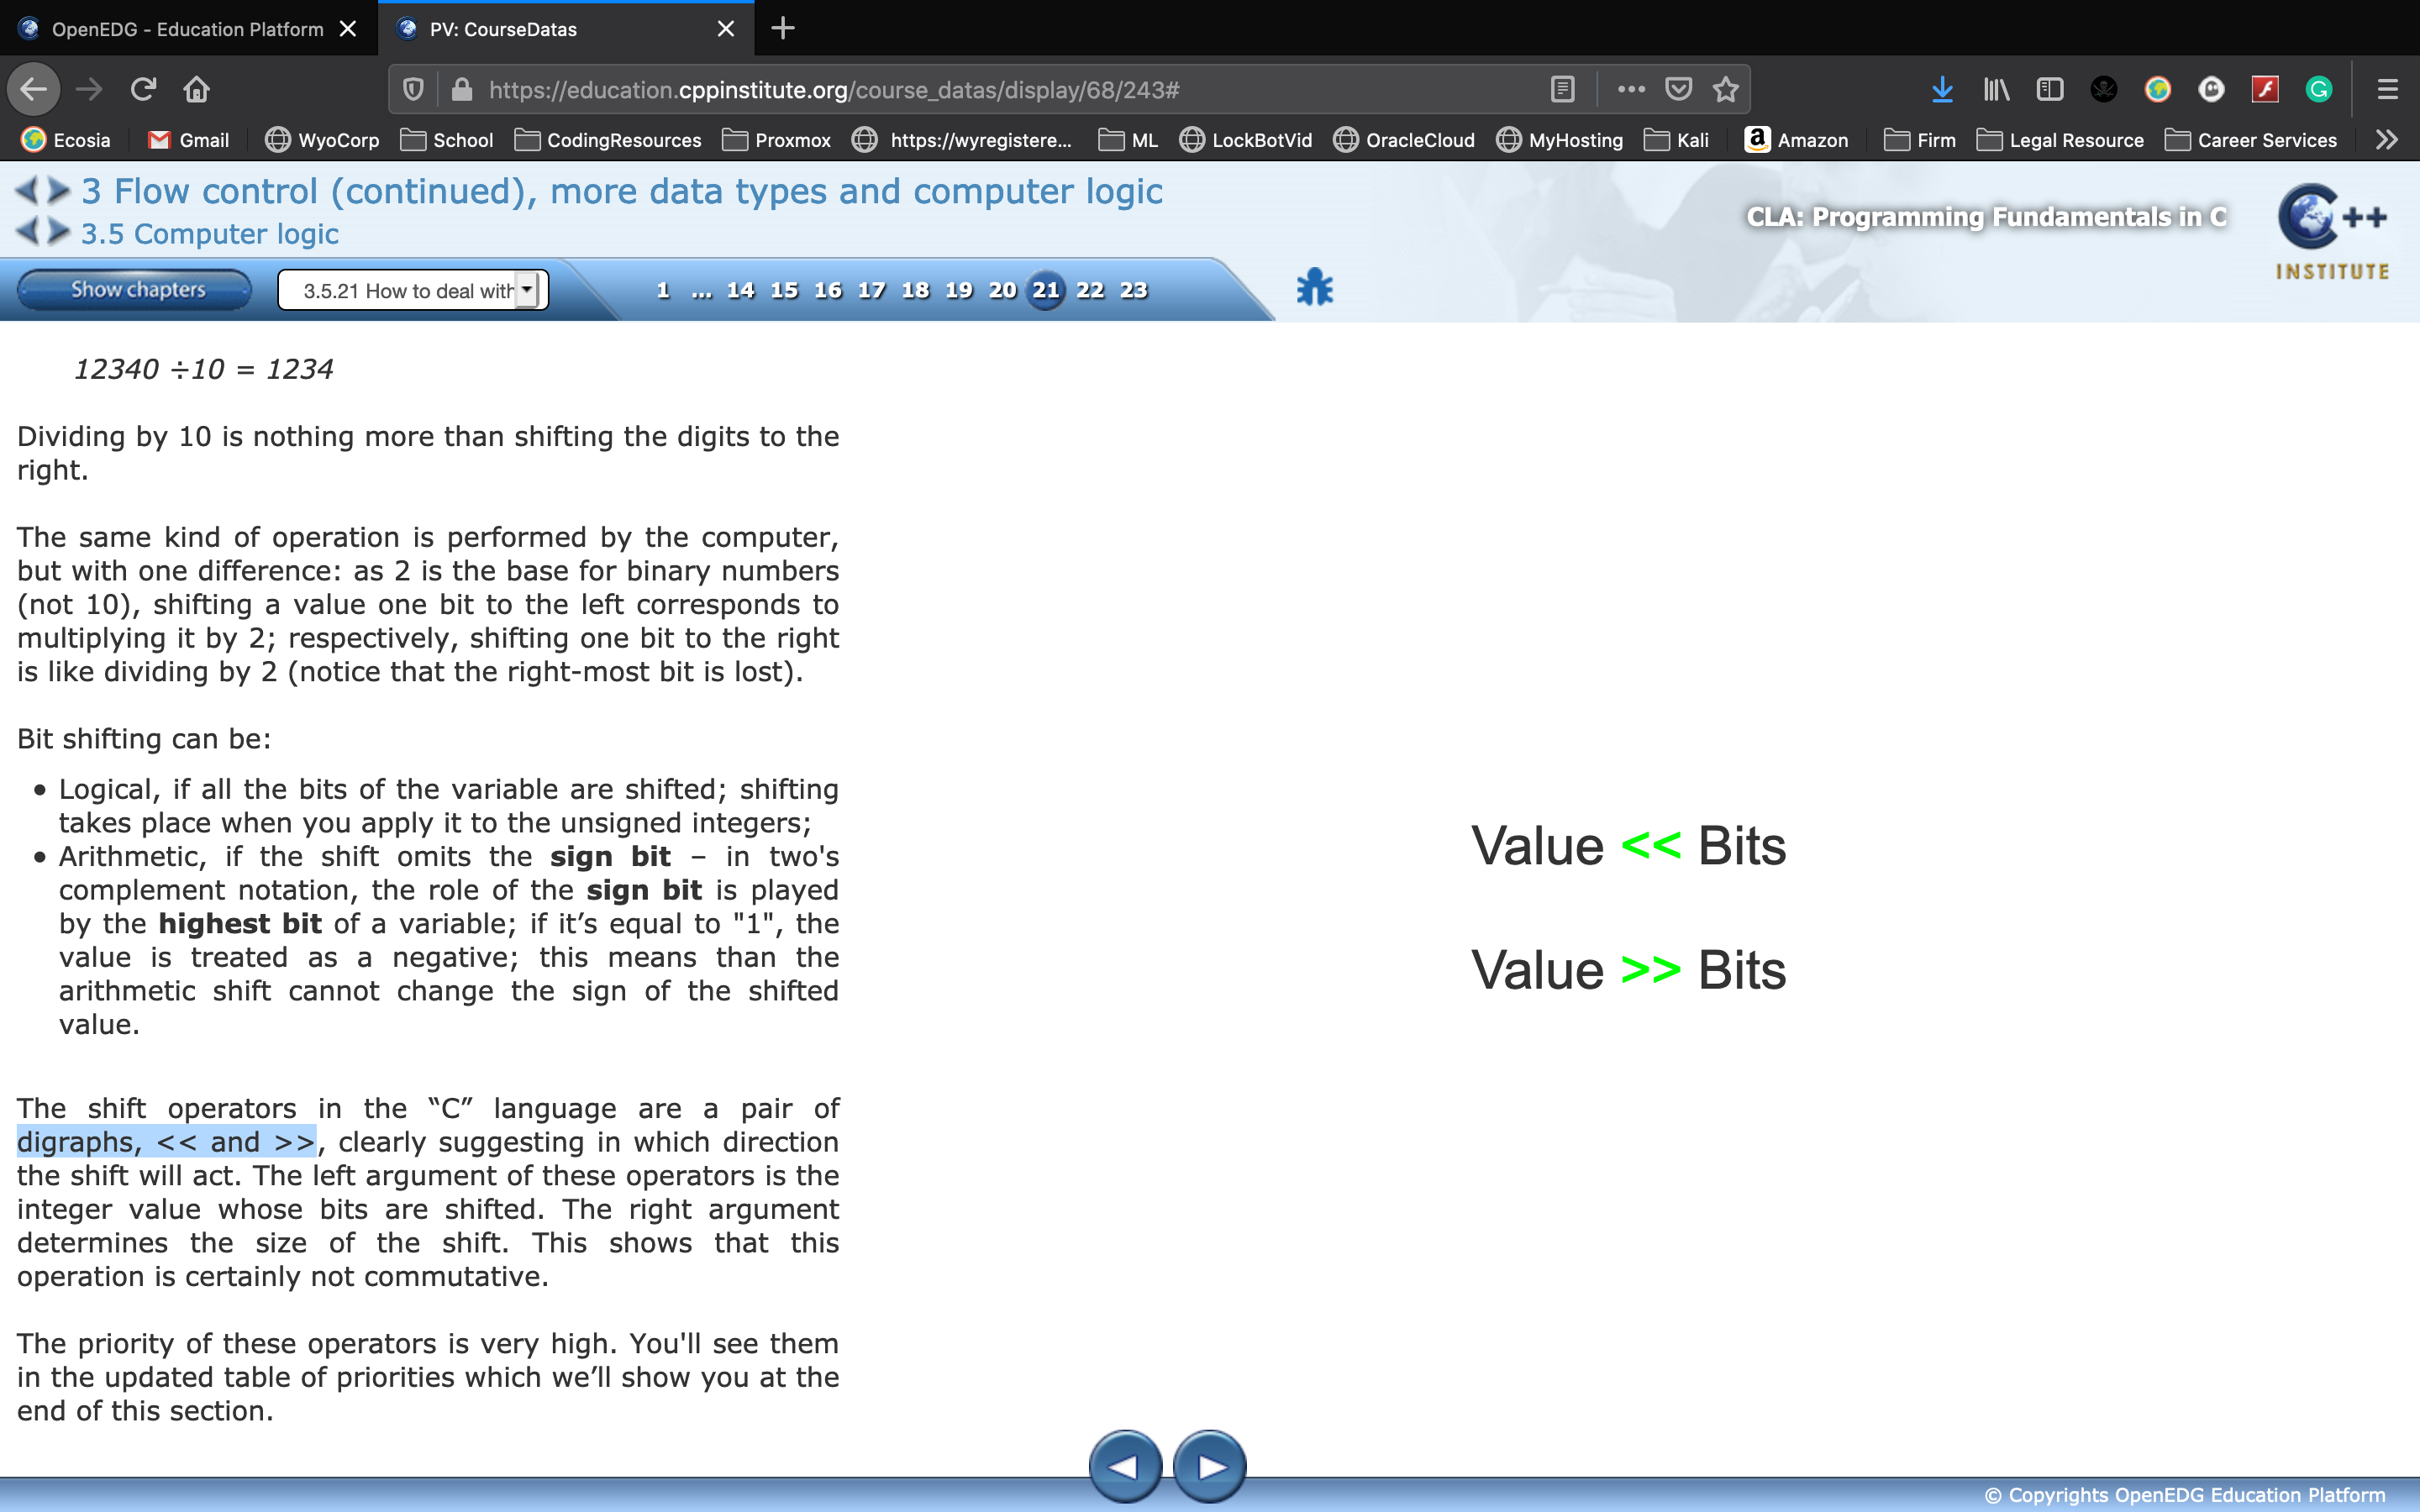 OpenEDG - Education Platform
PV: CourseDatas
https://education.cppinstitute.org/course_datas/display/68/243#
Ecosia
Gmail
WyoCorp
School
CodingResources
Proxmox
https://wyregistere...
ML
LockBotVid
OracleCloud
MyHosting
Kali
Amazon
Firm
Legal Resource
Career Services
3 Flow control (continued), more data types and computer logic
3.5 Computer logic
CLA: Programming Fundamentals in C
C++
INSTITUTE
Show chapters
3.5.21 How to deal with
1 ... 14 15 16 17 18 19 20 21 22 23
12340 ÷10 = 1234
Dividing by 10 is nothing more than shifting the digits to the
right.
The same kind of operation is performed by the computer,
but with one difference: as 2 is the base for binary numbers
(not 10), shifting a value one bit to the left corresponds to
multiplying it by 2; respectively, shifting one bit to the right
is like dividing by 2 (notice that the right-most bit is lost).
Bit shifting can be:
• Logical, if all the bits of the variable are shifted; shifting
takes place when you apply it to the unsigned integers;
• Arithmetic, if the shift omits the sign bit – in two's
complement notation, the role of the sign bit is played
by the highest bit of a variable; if it’s equal to "1", the
value is treated as a negative; this means than the
arithmetic shift cannot change the sign of the shifted
value.
The shift operators in the “C” language are a pair of
digraphs, << and >>, clearly suggesting in which direction
the shift will act. The left argument of these operators is the
integer value whose bits are shifted. The right argument
determines the size of the shift. This shows that this
operation is certainly not commutative.
The priority of these operators is very high. You'll see them
in the updated table of priorities which we’ll show you at the
end of this section.
Value << Bits
Value >> Bits
© Copyrights OpenEDG Education Platform